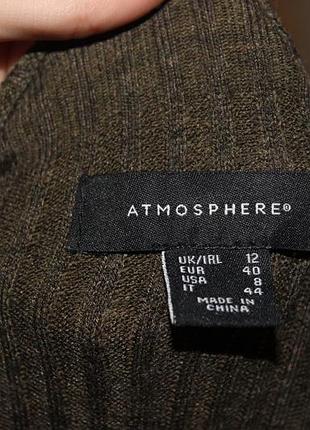 ATMOSPHERE®
UK/IRL 12
EUR 40
USA 8
IT 44
MADE IN
CHINA